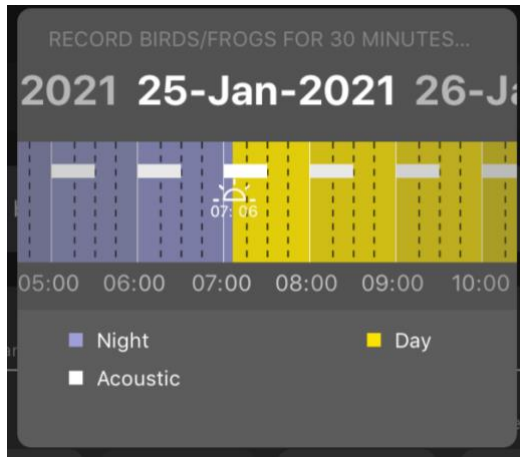 RECORD BIRDS/FROGS FOR 30 MINUTES...
2021 25-Jan-2021 26-Ja
07:06
05:00 06:00 07:00 08:00 09:00 10:00
Night Day
Acoustic